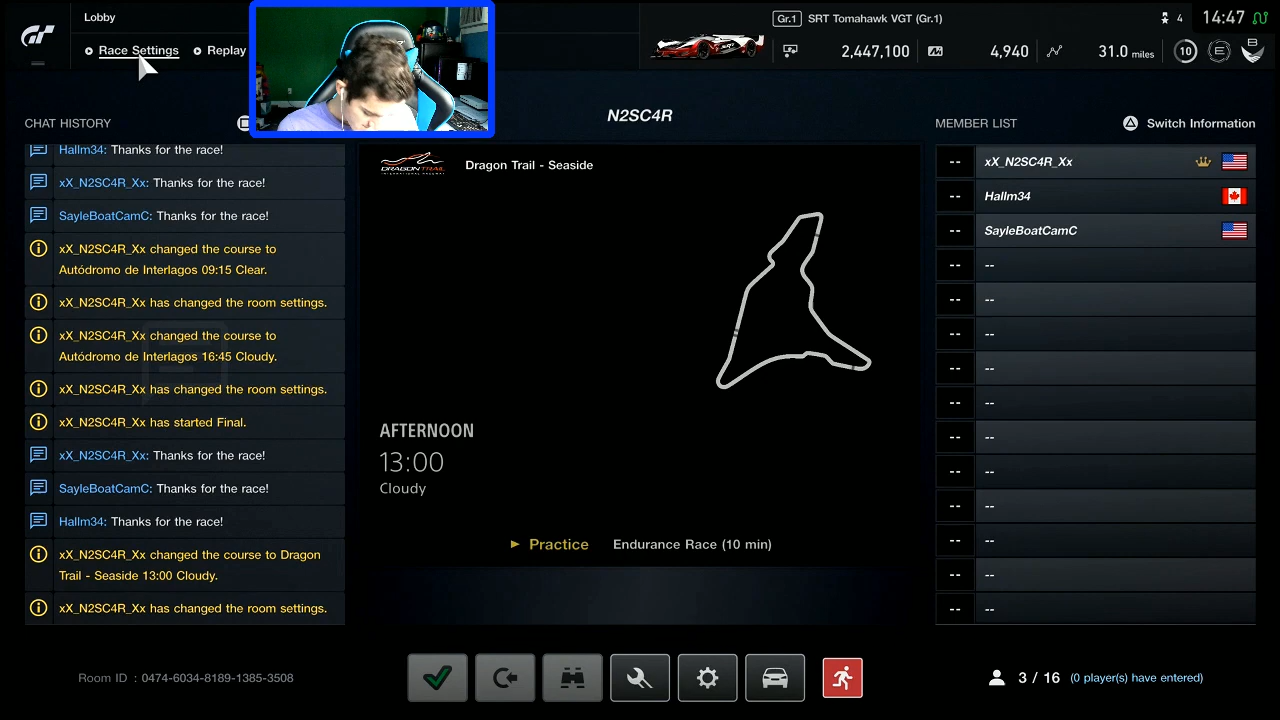 Lobby
Race Settings
Replay
Gr.1 SRT Tomahawk VGT (Gr.1)
4 14:47
2,447,100
4,940
31.0 miles
10
E
B
N2SC4R
CHAT HISTORY
Hallm34: Thanks for the race!
xX_N2SC4R_Xx: Thanks for the race!
SayleBoatCamC: Thanks for the race!
xX_N2SC4R_Xx changed the course to
Autódromo de Interlagos 09:15 Clear.
xX_N2SC4R_Xx has changed the room settings.
xX_N2SC4R_Xx changed the course to
Autódromo de Interlagos 16:45 Cloudy.
xX_N2SC4R_Xx has changed the room settings.
xX_N2SC4R_Xx has started Final.
xX_N2SC4R_Xx: Thanks for the race!
SayleBoatCamC: Thanks for the race!
Hallm34: Thanks for the race!
xX_N2SC4R_Xx changed the course to Dragon
Trail - Seaside 13:00 Cloudy.
xX_N2SC4R_Xx has changed the room settings.
DRAGON TRAIL
INTERNATIONAL RACEWAY
Dragon Trail - Seaside
AFTERNOON
13:00
Cloudy
Practice
Endurance Race (10 min)
MEMBER LIST
Switch Information
-- xX_N2SC4R_Xx
-- Hallm34
-- SayleBoatCamC
-- --
-- --
-- --
-- --
-- --
-- --
-- --
-- --
-- --
-- --
-- --
Room ID : 0474-6034-8189-1385-3508
3 / 16 (0 player(s) have entered)